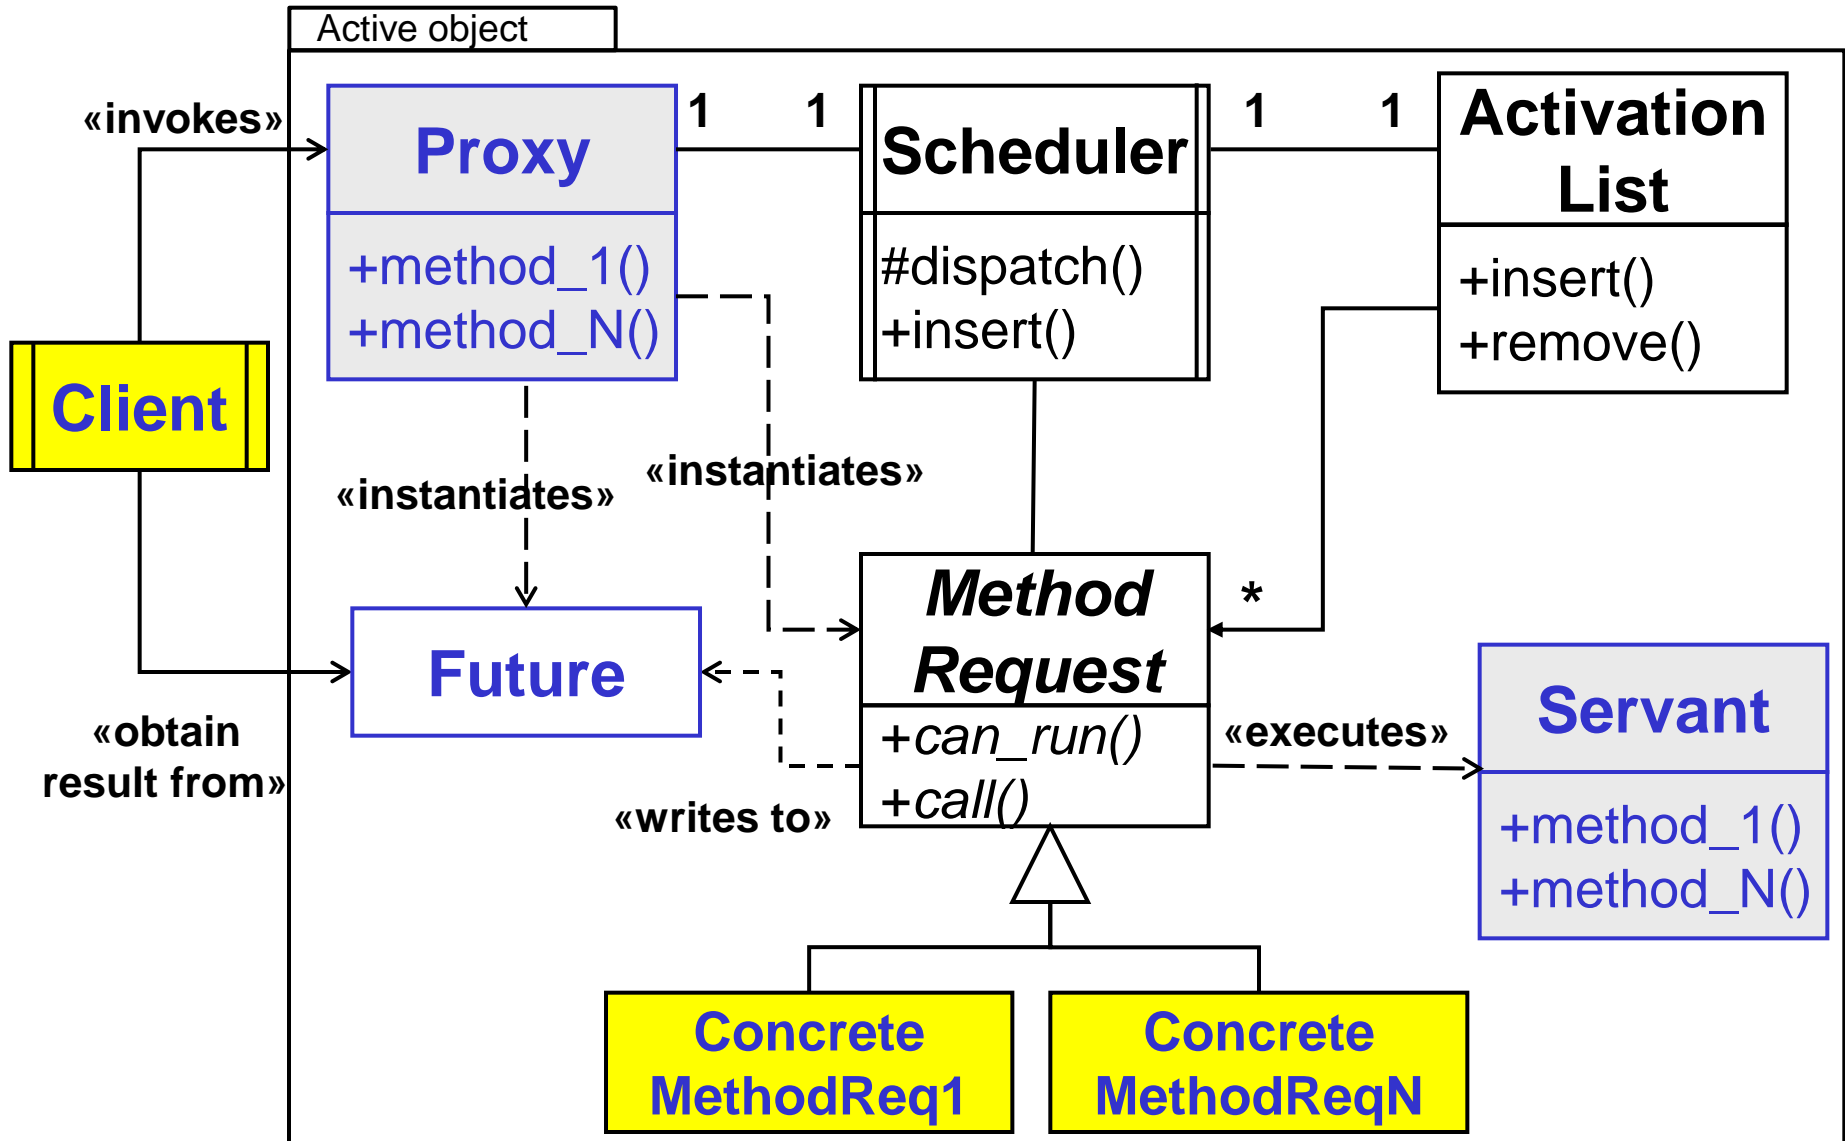 Active object
«invokes»
Proxy
+method_1()
+method_N()
1
1
Scheduler
#dispatch()
+insert()
1
1
Activation
List
+insert()
+remove()
Client
«instantiates»
«instantiates»
Future
«obtain
result from»
Method
Request
+can_run()
+call()
*
«writes to»
«executes»
Servant
+method_1()
+method_N()
Concrete
MethodReq1
Concrete
MethodReqN